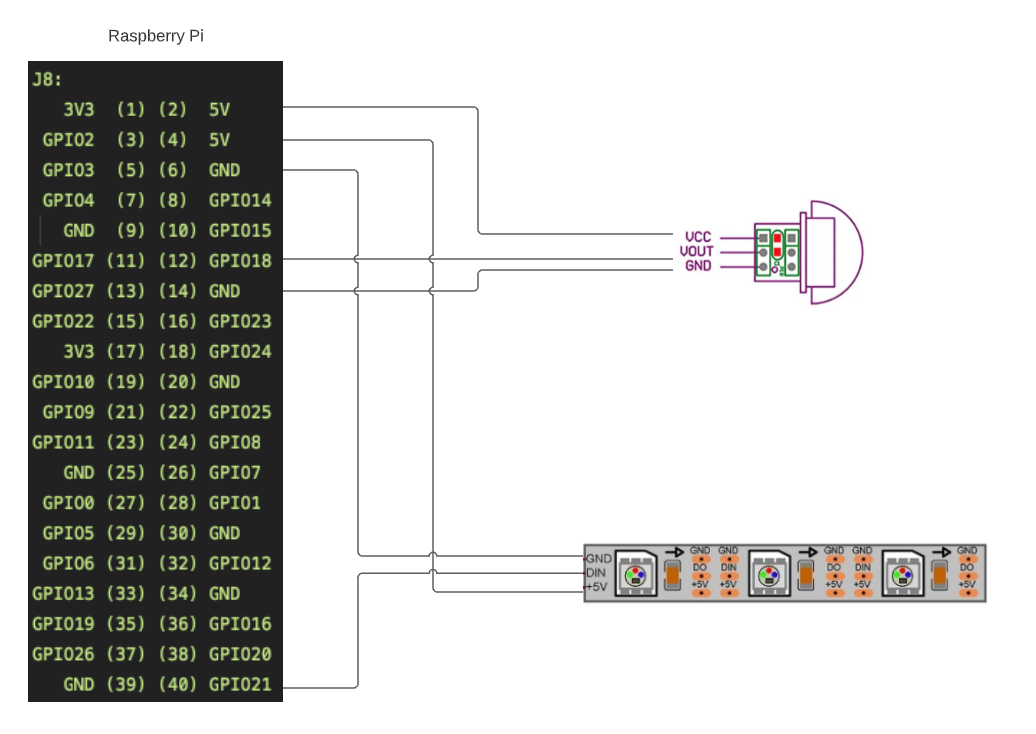 Raspberry Pi
J8:
3V3 (1) (2) 5V
GPIO2 (3) (4) 5V
GPIO3 (5) (6) GND
GPIO4 (7) (8) GPIO14
GND (9) (10) GPIO15
GPIO17 (11) (12) GPIO18
GPIO27 (13) (14) GND
GPIO22 (15) (16) GPIO23
3V3 (17) (18) GPIO24
GPIO10 (19) (20) GND
GPIO9 (21) (22) GPIO25
GPIO11 (23) (24) GPIO8
GND (25) (26) GPIO7
GPIO0 (27) (28) GPIO1
GPIO5 (29) (30) GND
GPIO6 (31) (32) GPIO12
GPIO13 (33) (34) GND
GPIO19 (35) (36) GPIO16
GPIO26 (37) (38) GPIO20
GND (39) (40) GPIO21
VCC
VOUT
GND
GND GND GND GND GND GND
DIN DO DIN DO DIN DO
+5V +5V +5V +5V +5V +5V